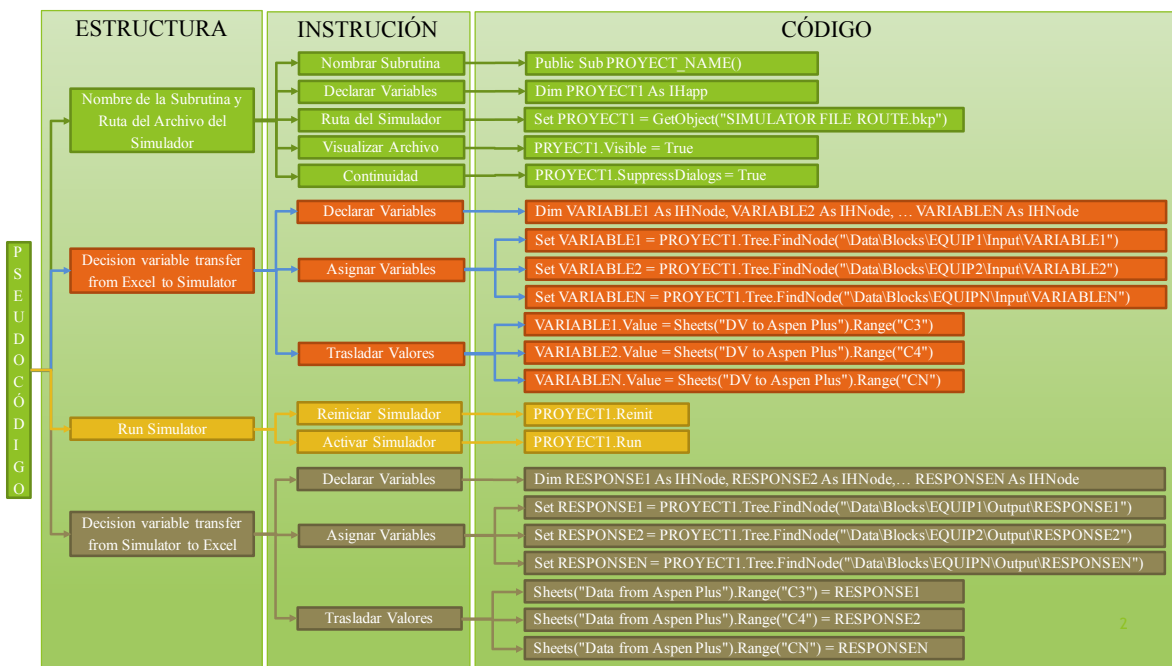 ESTRUCTURA
INSTRUCIÓN
CÓDIGO
PSEUDOCÓDIGO
Nombre de la Subrutina y
Ruta del Archivo del
Simulador
Nombrar Subrutina
Public Sub PROYECT_NAME()
Declarar Variables
Dim PROYECT1 As IHapp
Ruta del Simulador
Set PROYECT1 = GetObject("SIMULATOR FILE ROUTE.bkp")
Visualizar Archivo
PRYECT1.Visible = True
Continuidad
PROYECT1.SuppressDialogs = True
Decision variable transfer
from Excel to Simulator
Declarar Variables
Dim VARIABLE1 As IHNode, VARIABLE2 As IHNode, … VARIABLEN As IHNode
Asignar Variables
Set VARIABLE1 = PROYECT1.Tree.FindNode("\Data\Blocks\EQUIP1\Input\VARIABLE1")
Set VARIABLE2 = PROYECT1.Tree.FindNode("\Data\Blocks\EQUIP2\Input\VARIABLE2")
Set VARIABLEN = PROYECT1.Tree.FindNode("\Data\Blocks\EQUIPN\Input\VARIABLEN")
Trasladar Valores
VARIABLE1.Value = Sheets("DV to Aspen Plus").Range("C3")
VARIABLE2.Value = Sheets("DV to Aspen Plus").Range("C4")
VARIABLEN.Value = Sheets("DV to Aspen Plus").Range("CN")
Run Simulator
Reiniciar Simulador
PROYECT1.Reinit
Activar Simulador
PROYECT1.Run
Decision variable transfer
from Simulator to Excel
Declarar Variables
Dim RESPONSE1 As IHNode, RESPONSE2 As IHNode,… RESPONSEN As IHNode
Asignar Variables
Set RESPONSE1 = PROYECT1.Tree.FindNode("\Data\Blocks\EQUIP1\Output\RESPONSE1")
Set RESPONSE2 = PROYECT1.Tree.FindNode("\Data\Blocks\EQUIP2\Output\RESPONSE2")
Set RESPONSEN = PROYECT1.Tree.FindNode("\Data\Blocks\EQUIPN\Output\RESPONSEN")
Trasladar Valores
Sheets("Data from Aspen Plus").Range("C3") = RESPONSE1
Sheets("Data from Aspen Plus").Range("C4") = RESPONSE2
Sheets("Data from Aspen Plus").Range("CN") = RESPONSEN
2